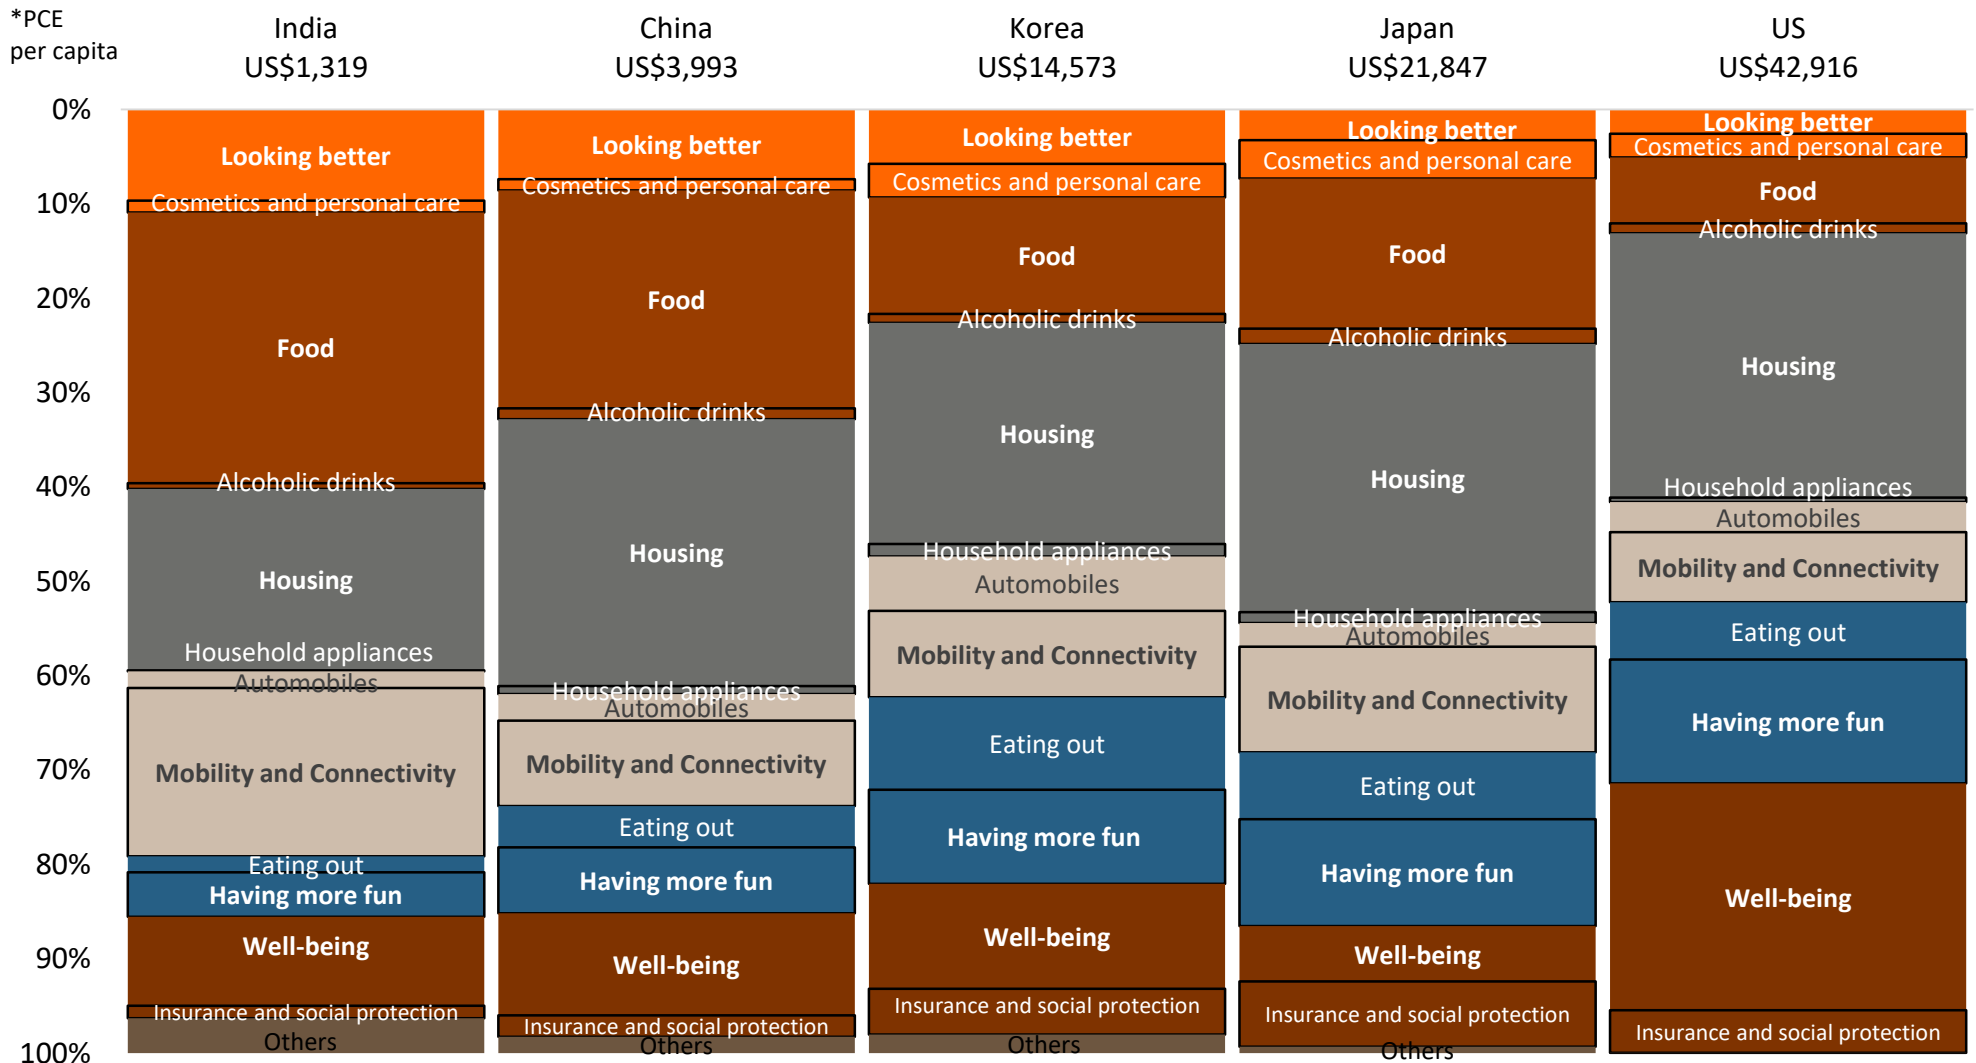 *PCE
per capita
India
US$1,319
China
US$3,993
Korea
US$14,573
Japan
US$21,847
US
US$42,916
0%
10%
20%
30%
40%
50%
60%
70%
80%
90%
100%
Looking better
Cosmetics and personal care
Food
Alcoholic drinks
Housing
Household appliances
Automobiles
Mobility and Connectivity
Eating out
Having more fun
Well-being
Insurance and social protection
Others
Looking better
Cosmetics and personal care
Food
Alcoholic drinks
Housing
Household appliances
Automobiles
Mobility and Connectivity
Eating out
Having more fun
Well-being
Insurance and social protection
Others
Looking better
Cosmetics and personal care
Food
Alcoholic drinks
Housing
Household appliances
Automobiles
Mobility and Connectivity
Eating out
Having more fun
Well-being
Insurance and social protection
Others
Looking better
Cosmetics and personal care
Food
Alcoholic drinks
Housing
Household appliances
Automobiles
Mobility and Connectivity
Eating out
Having more fun
Well-being
Insurance and social protection
Others
Looking better
Cosmetics and personal care
Food
Alcoholic drinks
Housing
Household appliances
Automobiles
Mobility and Connectivity
Eating out
Having more fun
Well-being
Insurance and social protection